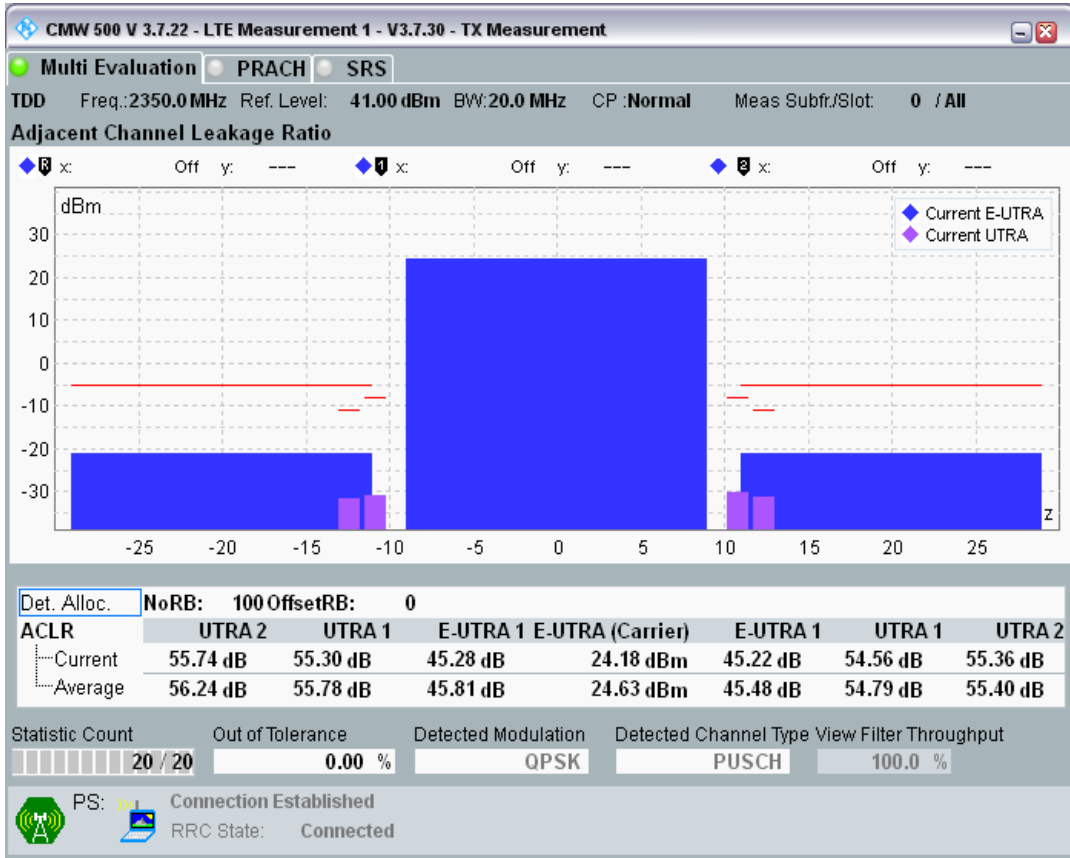 CMW 500 V 3.7.22 - LTE Measurement 1 - V3.7.30 - TX Measurement
Multi Evaluation PRACH SRS
TDD Freq.:2350.0 MHz Ref. Level: 41.00 dBm BW:20.0 MHz CP :Normal Meas Subfr./Slot: 0 / All
Adjacent Channel Leakage Ratio
R x: Off y: --- 1 x: Off y: --- 2 x: Off y: ---
dBm
Current E-UTRA
Current UTRA
30
20
10
0
-10
-20
-30
z
-25 -20 -15 -10 -5 0 5 10 15 20 25
Det. Alloc. NoRB: 100 OffsetRB: 0
ACLR UTRA 2 UTRA 1 E-UTRA 1 E-UTRA (Carrier) E-UTRA 1 UTRA 1 UTRA 2
Current 55.74 dB 55.30 dB 45.28 dB 24.18 dBm 45.22 dB 54.56 dB 55.36 dB
Average 56.24 dB 55.78 dB 45.81 dB 24.63 dBm 45.48 dB 54.79 dB 55.40 dB
Statistic Count Out of Tolerance Detected Modulation Detected Channel Type View Filter Throughput
20 / 20 0.00 % QPSK PUSCH 100.0 %
PS: Connection Established
RRC State: Connected